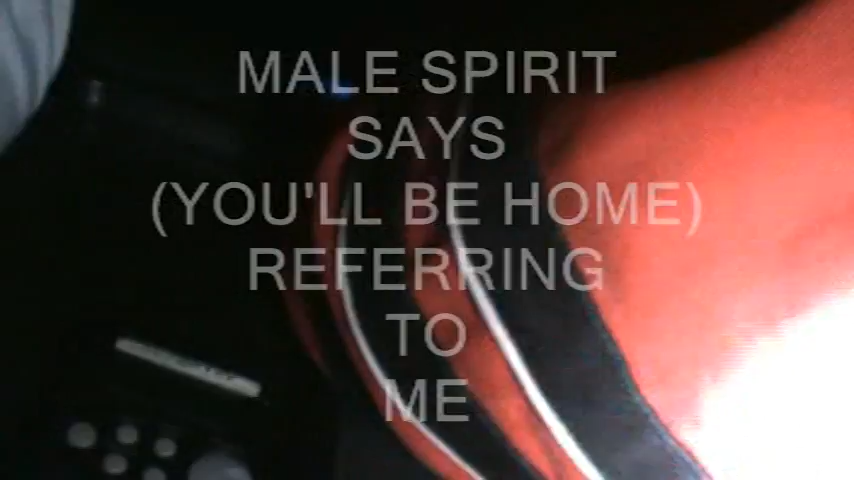 MALE SPIRIT
SAYS
(YOU'LL BE HOME)
REFERRING
TO
ME